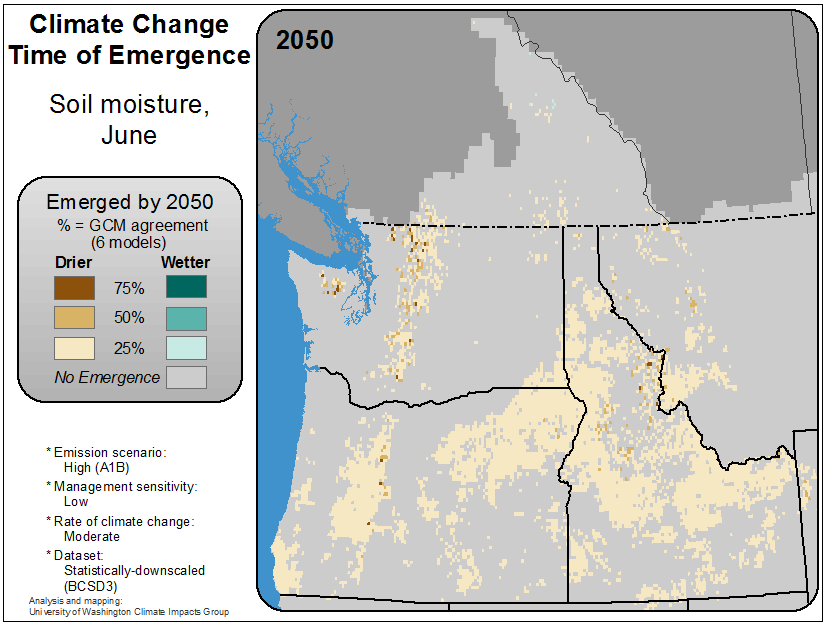 Climate Change
Time of Emergence
Soil moisture,
June
Emerged by 2050
% = GCM agreement
(6 models)
Drier Wetter
75%
50%
25%
No Emergence
* Emission scenario:
High (A1B)
* Management sensitivity:
Low
* Rate of climate change:
Moderate
* Dataset:
Statistically-downscaled
(BCSD3)
Analysis and mapping:
University of Washington Climate Impacts Group
2050